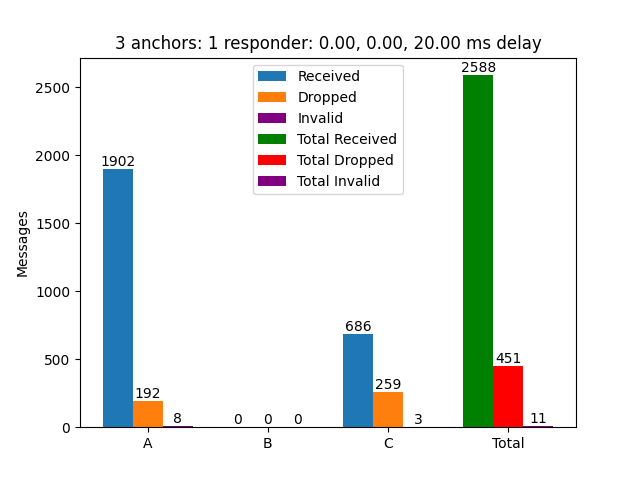 3 anchors: 1 responder: 0.00, 0.00, 20.00 ms delay
Messages
2500
2000
1500
1000
500
0
Received
Dropped
Invalid
Total Received
Total Dropped
Total Invalid
1902
192
8
0
0
0
686
259
3
2588
451
11
A
B
C
Total